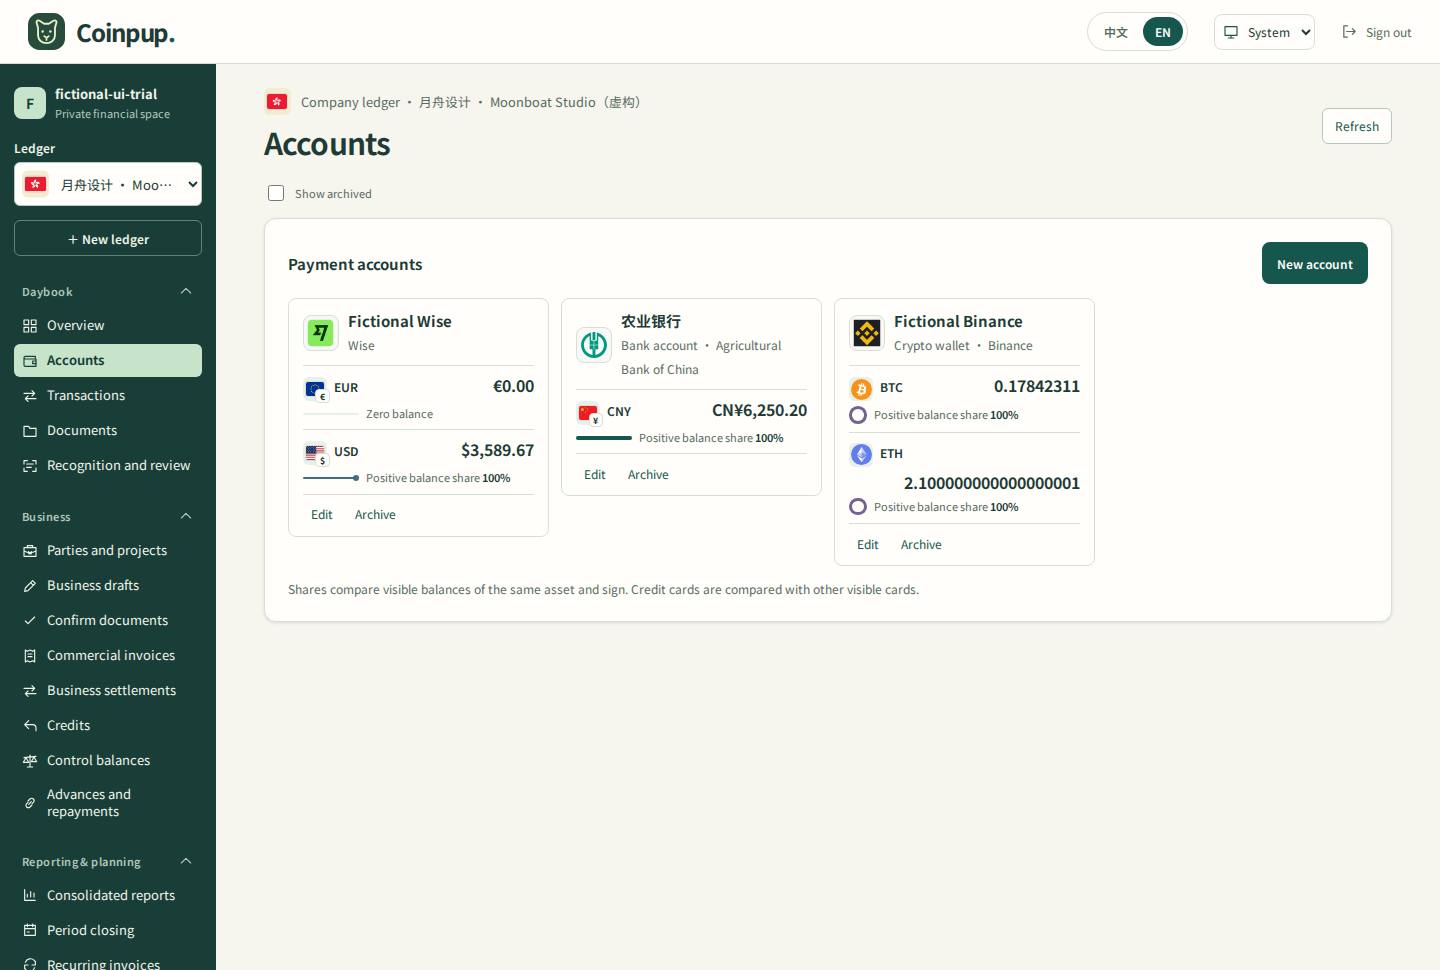 Coinpup.
中文
EN
System
Sign out
F
fictional-ui-trial
Private financial space
Ledger
月舟设计 · Moo···
+ New ledger
Daybook
Overview
Accounts
Transactions
Documents
Recognition and review
Business
Parties and projects
Business drafts
Confirm documents
Commercial invoices
Business settlements
Credits
Control balances
Advances and
repayments
Reporting & planning
Consolidated reports
Period closing
Recurring invoices
Company ledger · 月舟设计 · Moonboat Studio（虚构）
Accounts
Refresh
Show archived
Payment accounts
New account
Fictional Wise
Wise
€ EUR €0.00
Zero balance
$ USD $3,589.67
Positive balance share 100%
Edit Archive
农业银行
Bank account · Agricultural
Bank of China
¥ CNY CN¥6,250.20
Positive balance share 100%
Edit Archive
Fictional Binance
Crypto wallet · Binance
BTC 0.17842311
Positive balance share 100%
ETH
2.100000000000000001
Positive balance share 100%
Edit Archive
Shares compare visible balances of the same asset and sign. Credit cards are compared with other visible cards.